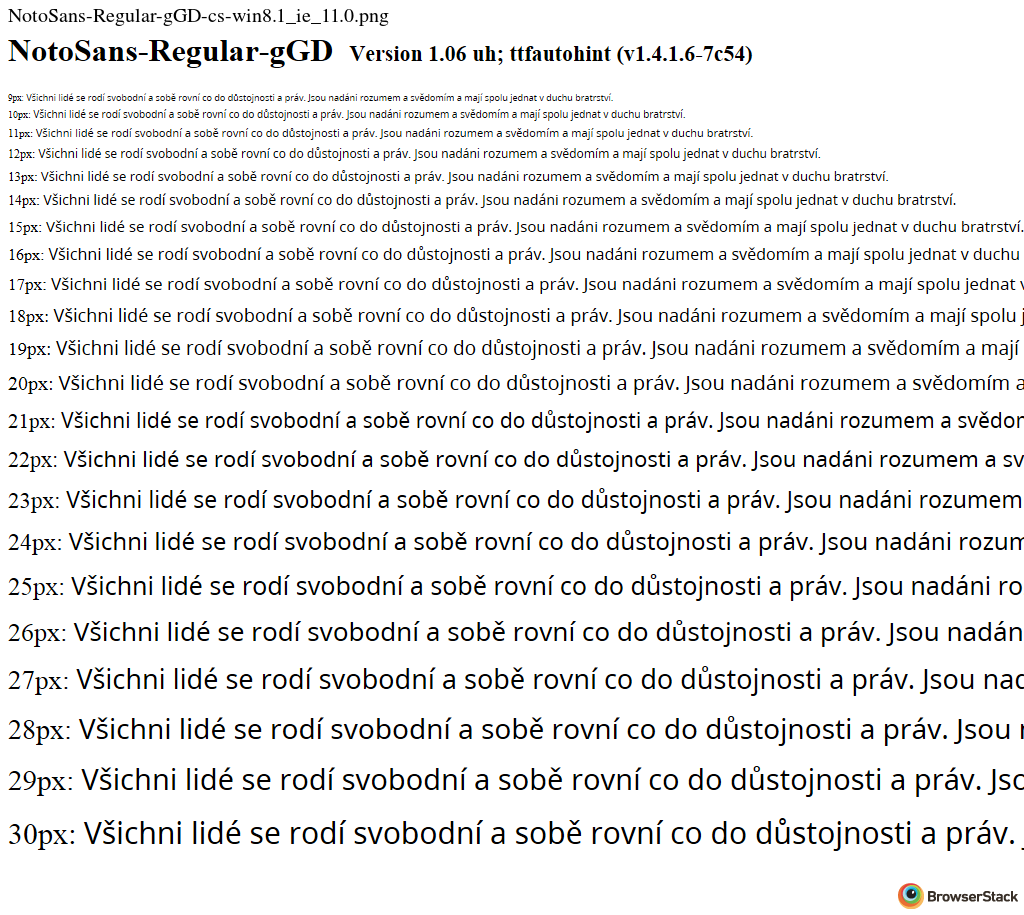 NotoSans-Regular-gGD-cs-win8.1_ie_11.0.png
NotoSans-Regular-gGD Version 1.06 uh; ttfautohint (v1.4.1.6-7c54)
9px: Všichni lidé se rodí svobodní a sobě rovní co do důstojnosti a práv. Jsou nadáni rozumem a svědomím a mají spolu jednat v duchu bratrství.
10px: Všichni lidé se rodí svobodní a sobě rovní co do důstojnosti a práv. Jsou nadáni rozumem a svědomím a mají spolu jednat v duchu bratrství.
11px: Všichni lidé se rodí svobodní a sobě rovní co do důstojnosti a práv. Jsou nadáni rozumem a svědomím a mají spolu jednat v duchu bratrství.
12px: Všichni lidé se rodí svobodní a sobě rovní co do důstojnosti a práv. Jsou nadáni rozumem a svědomím a mají spolu jednat v duchu bratrství.
13px: Všichni lidé se rodí svobodní a sobě rovní co do důstojnosti a práv. Jsou nadáni rozumem a svědomím a mají spolu jednat v duchu bratrství.
14px: Všichni lidé se rodí svobodní a sobě rovní co do důstojnosti a práv. Jsou nadáni rozumem a svědomím a mají spolu jednat v duchu bratrství.
15px: Všichni lidé se rodí svobodní a sobě rovní co do důstojnosti a práv. Jsou nadáni rozumem a svědomím a mají spolu jednat v duchu bratrství.
16px: Všichni lidé se rodí svobodní a sobě rovní co do důstojnosti a práv. Jsou nadáni rozumem a svědomím a mají spolu jednat v duchu
17px: Všichni lidé se rodí svobodní a sobě rovní co do důstojnosti a práv. Jsou nadáni rozumem a svědomím a mají spolu jednat v
18px: Všichni lidé se rodí svobodní a sobě rovní co do důstojnosti a práv. Jsou nadáni rozumem a svědomím a mají spolu j
19px: Všichni lidé se rodí svobodní a sobě rovní co do důstojnosti a práv. Jsou nadáni rozumem a svědomím a mají
20px: Všichni lidé se rodí svobodní a sobě rovní co do důstojnosti a práv. Jsou nadáni rozumem a svědomím a
21px: Všichni lidé se rodí svobodní a sobě rovní co do důstojnosti a práv. Jsou nadáni rozumem a svědor
22px: Všichni lidé se rodí svobodní a sobě rovní co do důstojnosti a práv. Jsou nadáni rozumem a sv
23px: Všichni lidé se rodí svobodní a sobě rovní co do důstojnosti a práv. Jsou nadáni rozumem
24px: Všichni lidé se rodí svobodní a sobě rovní co do důstojnosti a práv. Jsou nadáni rozum
25px: Všichni lidé se rodí svobodní a sobě rovní co do důstojnosti a práv. Jsou nadáni ro
26px: Všichni lidé se rodí svobodní a sobě rovní co do důstojnosti a práv. Jsou nadán
27px: Všichni lidé se rodí svobodní a sobě rovní co do důstojnosti a práv. Jsou nad
28px: Všichni lidé se rodí svobodní a sobě rovní co do důstojnosti a práv. Jsou
29px: Všichni lidé se rodí svobodní a sobě rovní co do důstojnosti a práv. Jso
30px: Všichni lidé se rodí svobodní a sobě rovní co do důstojnosti a práv.
BrowserStack